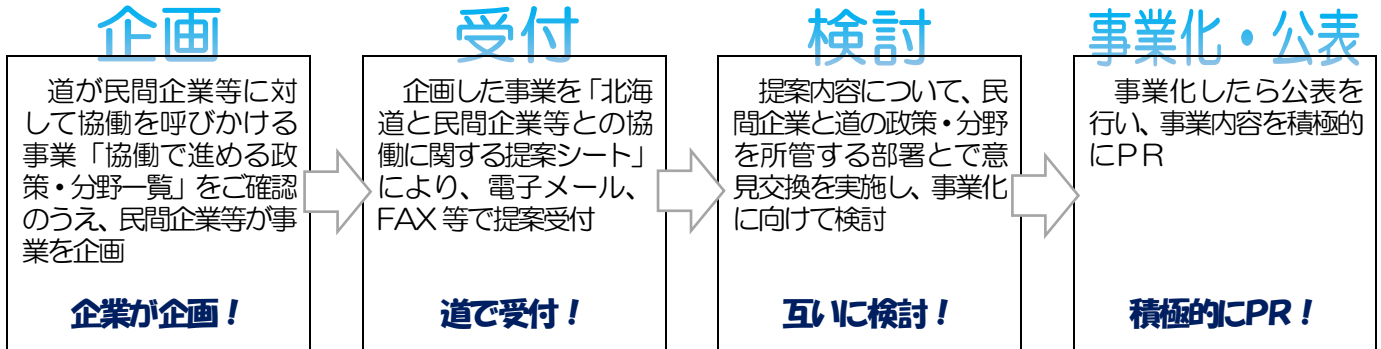 企画
道が民間企業等に対
して協働を呼びかける
事業「協働で進める政
策・分野一覧」をご確認
のうえ、民間企業等が事
業を企画
企業が企画！
受付
企画した事業を「北海
道と民間企業等との協
働に関する提案シート」
により、電子メール、
FAX 等で提案受付
道で受付！
検討
提案内容について、民
間企業と道の政策・分野
を所管する部署とで意
見交換を実施し、事業化
に向けて検討
互いに検討！
事業化・公表
事業化したら公表を
行い、事業内容を積極的
にPR
積極的にPR！